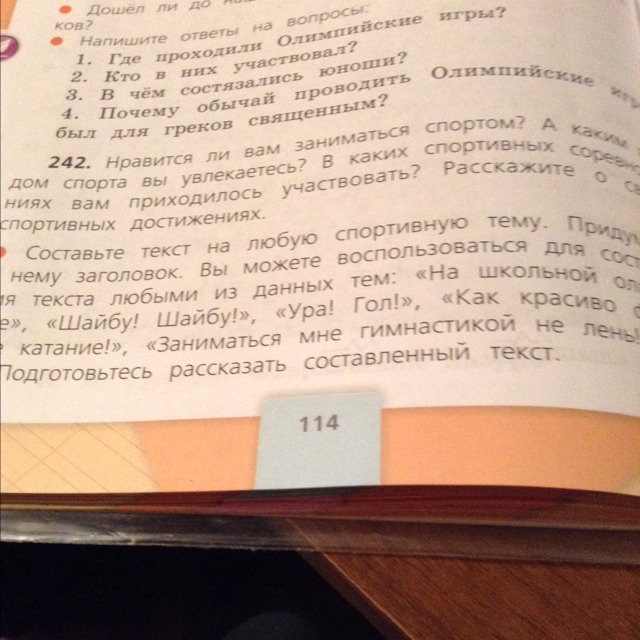 Дошёл ли до
ков?
Напишите ответы на вопросы:
1. Где проходили Олимпийские игры?
2. Кто в них участвовал?
3. В чём состязались юноши?
4. Почему обычай проводить Олимпийские
был для греков священным?
242. Нравится ли вам заниматься спортом? А каким
дом спорта вы увлекаетесь? В каких спортивных соревно
ниях вам приходилось участвовать? Расскажите о
спортивных достижениях.
Составьте текст на любую спортивную тему. Приду
нему заголовок. Вы можете воспользоваться для сост
ия текста любыми из данных тем: «На школьной
е», «Шайбу! Шайбу!», «Ура! Гол!», «Как красиво
катание!», «Заниматься мне гимнастикой не лень!
Подготовьтесь рассказать составленный текст.
114